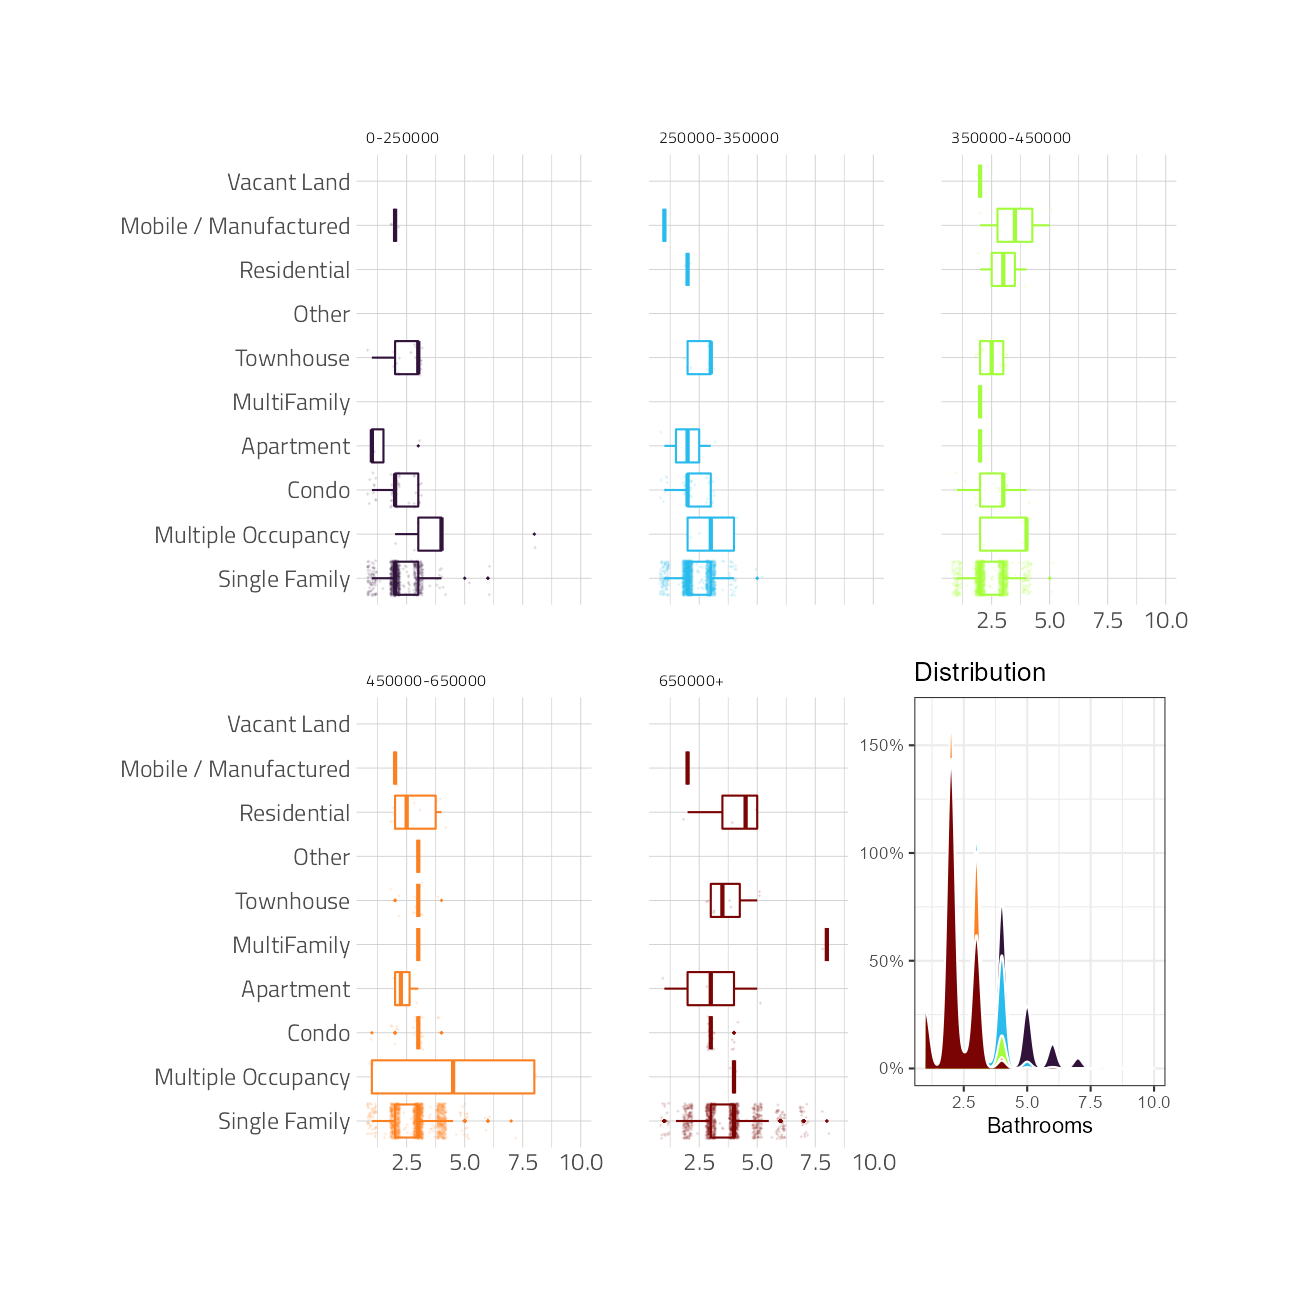 0-250000
250000-350000
350000-450000
Vacant Land
Mobile / Manufactured
Residential
Other
Townhouse
MultiFamily
Apartment
Condo
Multiple Occupancy
Single Family
2.5 5.0 7.5 10.0
450000-650000
650000+
Vacant Land
Mobile / Manufactured
Residential
Other
Townhouse
MultiFamily
Apartment
Condo
Multiple Occupancy
Single Family
2.5 5.0 7.5 10.0
2.5 5.0 7.5 10.0
Distribution
150%
100%
50%
0%
2.5 5.0 7.5 10.0
Bathrooms